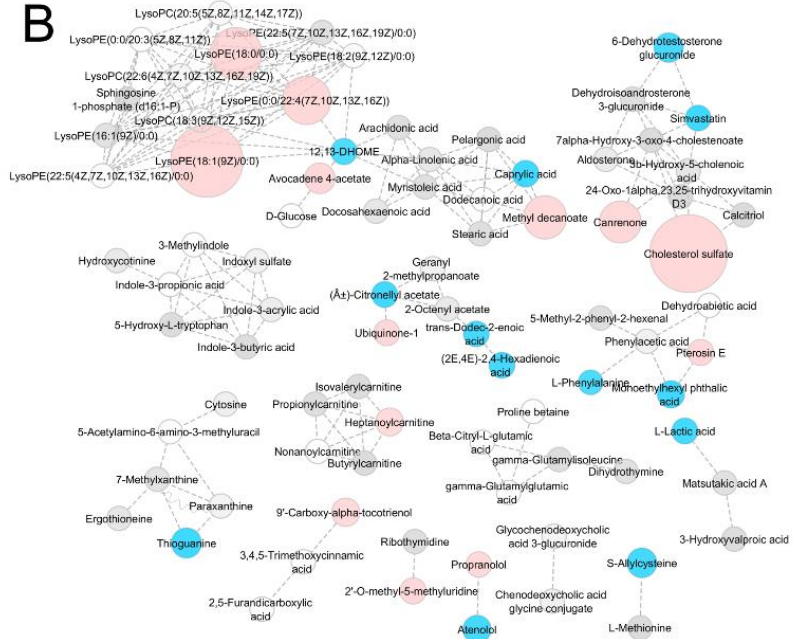 B
LysoPC(20:5(5Z,8Z,11Z,14Z,17Z))
LysoPE(0:0/20:3(5Z,8Z,11Z))
LysoPE(22:5(7Z,10Z,13Z,16Z,19Z)/0:0)
LysoPE(18:0/0:0)
LysoPE(18:2(9Z,12Z)/0:0)
LysoPC(22:6(4Z,7Z,10Z,13Z,16Z,19Z))
Sphingosine
1-phosphate (d16:1-P)
LysoPE(0:0/22:4(7Z,10Z,13Z,16Z))
LysoPC(18:3(9Z,12Z,15Z))
LysoPE(16:1(9Z)/0:0)
LysoPE(18:1(9Z)/0:0)
LysoPE(22:5(4Z,7Z,10Z,13Z,16Z)/0:0)
12,13-DHOME
Avocadene 4-acetate
D-Glucose
Arachidonic acid
Pelargonic acid
Alpha-Linolenic acid
Caprylic acid
Myristoleic acid
Dodecanoic acid
Docosahexaenoic acid
Methyl decanoate
Stearic acid
6-Dehydrotestosterone
glucuronide
Dehydroisoandrosterone
3-glucuronide
Simvastatin
7alpha-Hydroxy-3-oxo-4-cholestenoate
Aldosterone
3b-Hydroxy-5-cholenoic
acid
24-Oxo-1alpha,23,25-trihydroxyvitamin
D3
Canrenone
Calcitriol
Cholesterol sulfate
3-Methylindole
Hydroxycotinine
Indoxyl sulfate
Indole-3-propionic acid
Indole-3-acrylic acid
5-Hydroxy-L-tryptophan
Indole-3-butyric acid
Geranyl
2-methylpropanoate
(Å±)-Citronellyl acetate
2-Octenyl acetate
Ubiquinone-1
trans-Dodec-2-enoic
acid
(2E,4E)-2,4-Hexadienoic
acid
Dehydroabietic acid
5-Methyl-2-phenyl-2-hexenal
Phenylacetic acid
Pterosin E
L-Phenylalanine
Monoethylhexyl phthalic
acid
Cytosine
5-Acetylamino-6-amino-3-methyluracil
7-Methylxanthine
Paraxanthine
Ergothioneine
Thioguanine
Isovalerylcarnitine
Propionylcarnitine
Heptanoylcarnitine
Nonanoylcarnitine
Butyrylcarnitine
Proline betaine
Beta-Citryl-L-glutamic
acid
gamma-Glutamylisoleucine
Dihydrothymine
gamma-Glutamylglutamic
acid
L-Lactic acid
Matsutakic acid A
3-Hydroxyvalproic acid
9'-Carboxy-alpha-tocotrienol
3,4,5-Trimethoxycinnamic
acid
2,5-Furandicarboxylic
acid
Ribothymidine
2'-O-methyl-5-methyluridine
Propranolol
Atenolol
Glycochenodeoxycholic
acid 3-glucuronide
Chenodeoxycholic acid
glycine conjugate
S-Allylcysteine
L-Methionine